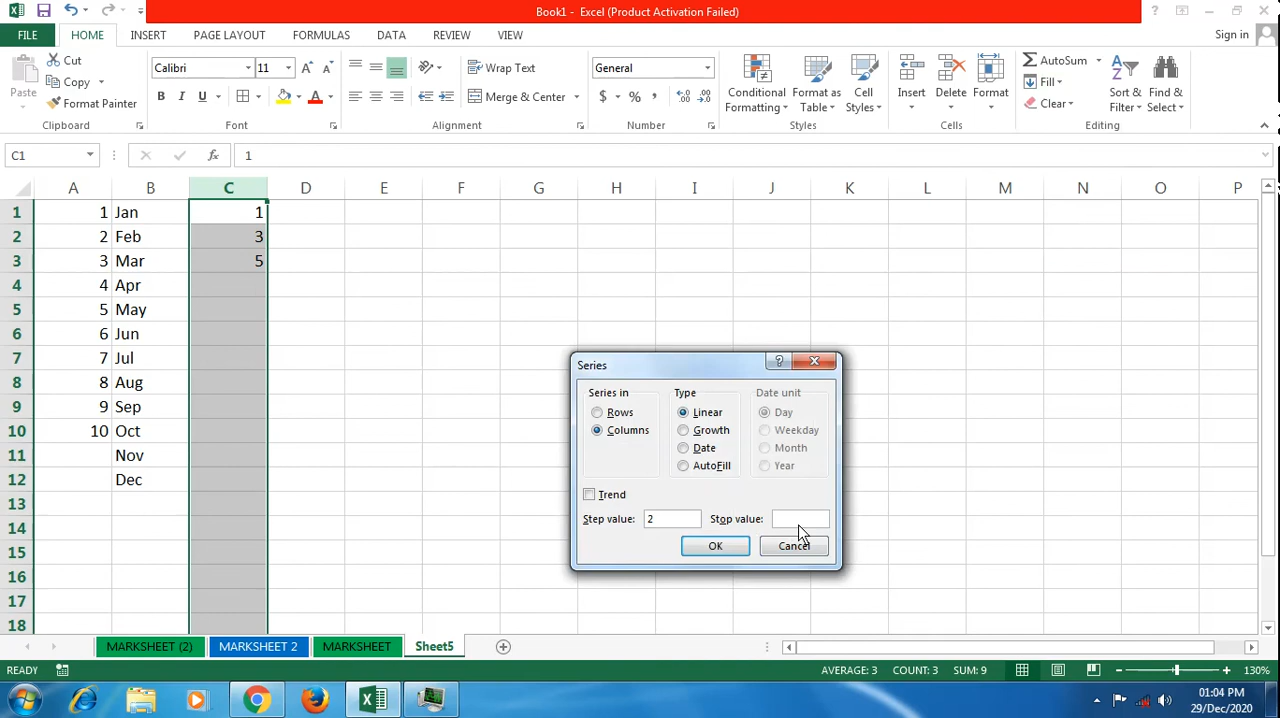 Book1 - Excel (Product Activation Failed)
FILE HOME INSERT PAGE LAYOUT FORMULAS DATA REVIEW VIEW Sign in
Paste Cut Copy Format Painter Clipboard
Calibri 11 B I U A Font
Wrap Text Merge & Center Alignment
General $ % , Number
Conditional Formatting Format as Table Cell Styles Styles
Insert Delete Format Cells
AutoSum Fill Clear Sort & Filter Find & Select Editing
C1 fx 1
A B C D E F G H I J K L M N O P
1 1 Jan 1
2 2 Feb 3
3 3 Mar 5
4 4 Apr
5 5 May
6 6 Jun
7 7 Jul
8 8 Aug
9 9 Sep
10 10 Oct
11 Nov
12 Dec
13
14
15
16
17
18
Series
Series in Type Date unit
Rows Linear Day
Columns Growth Weekday
Date Month
AutoFill Year
Trend
Step value: 2 Stop value:
OK Cancel
MARKSHEET (2) MARKSHEET 2 MARKSHEET Sheet5
READY AVERAGE: 3 COUNT: 3 SUM: 9 130%
01:04 PM
29/Dec/2020